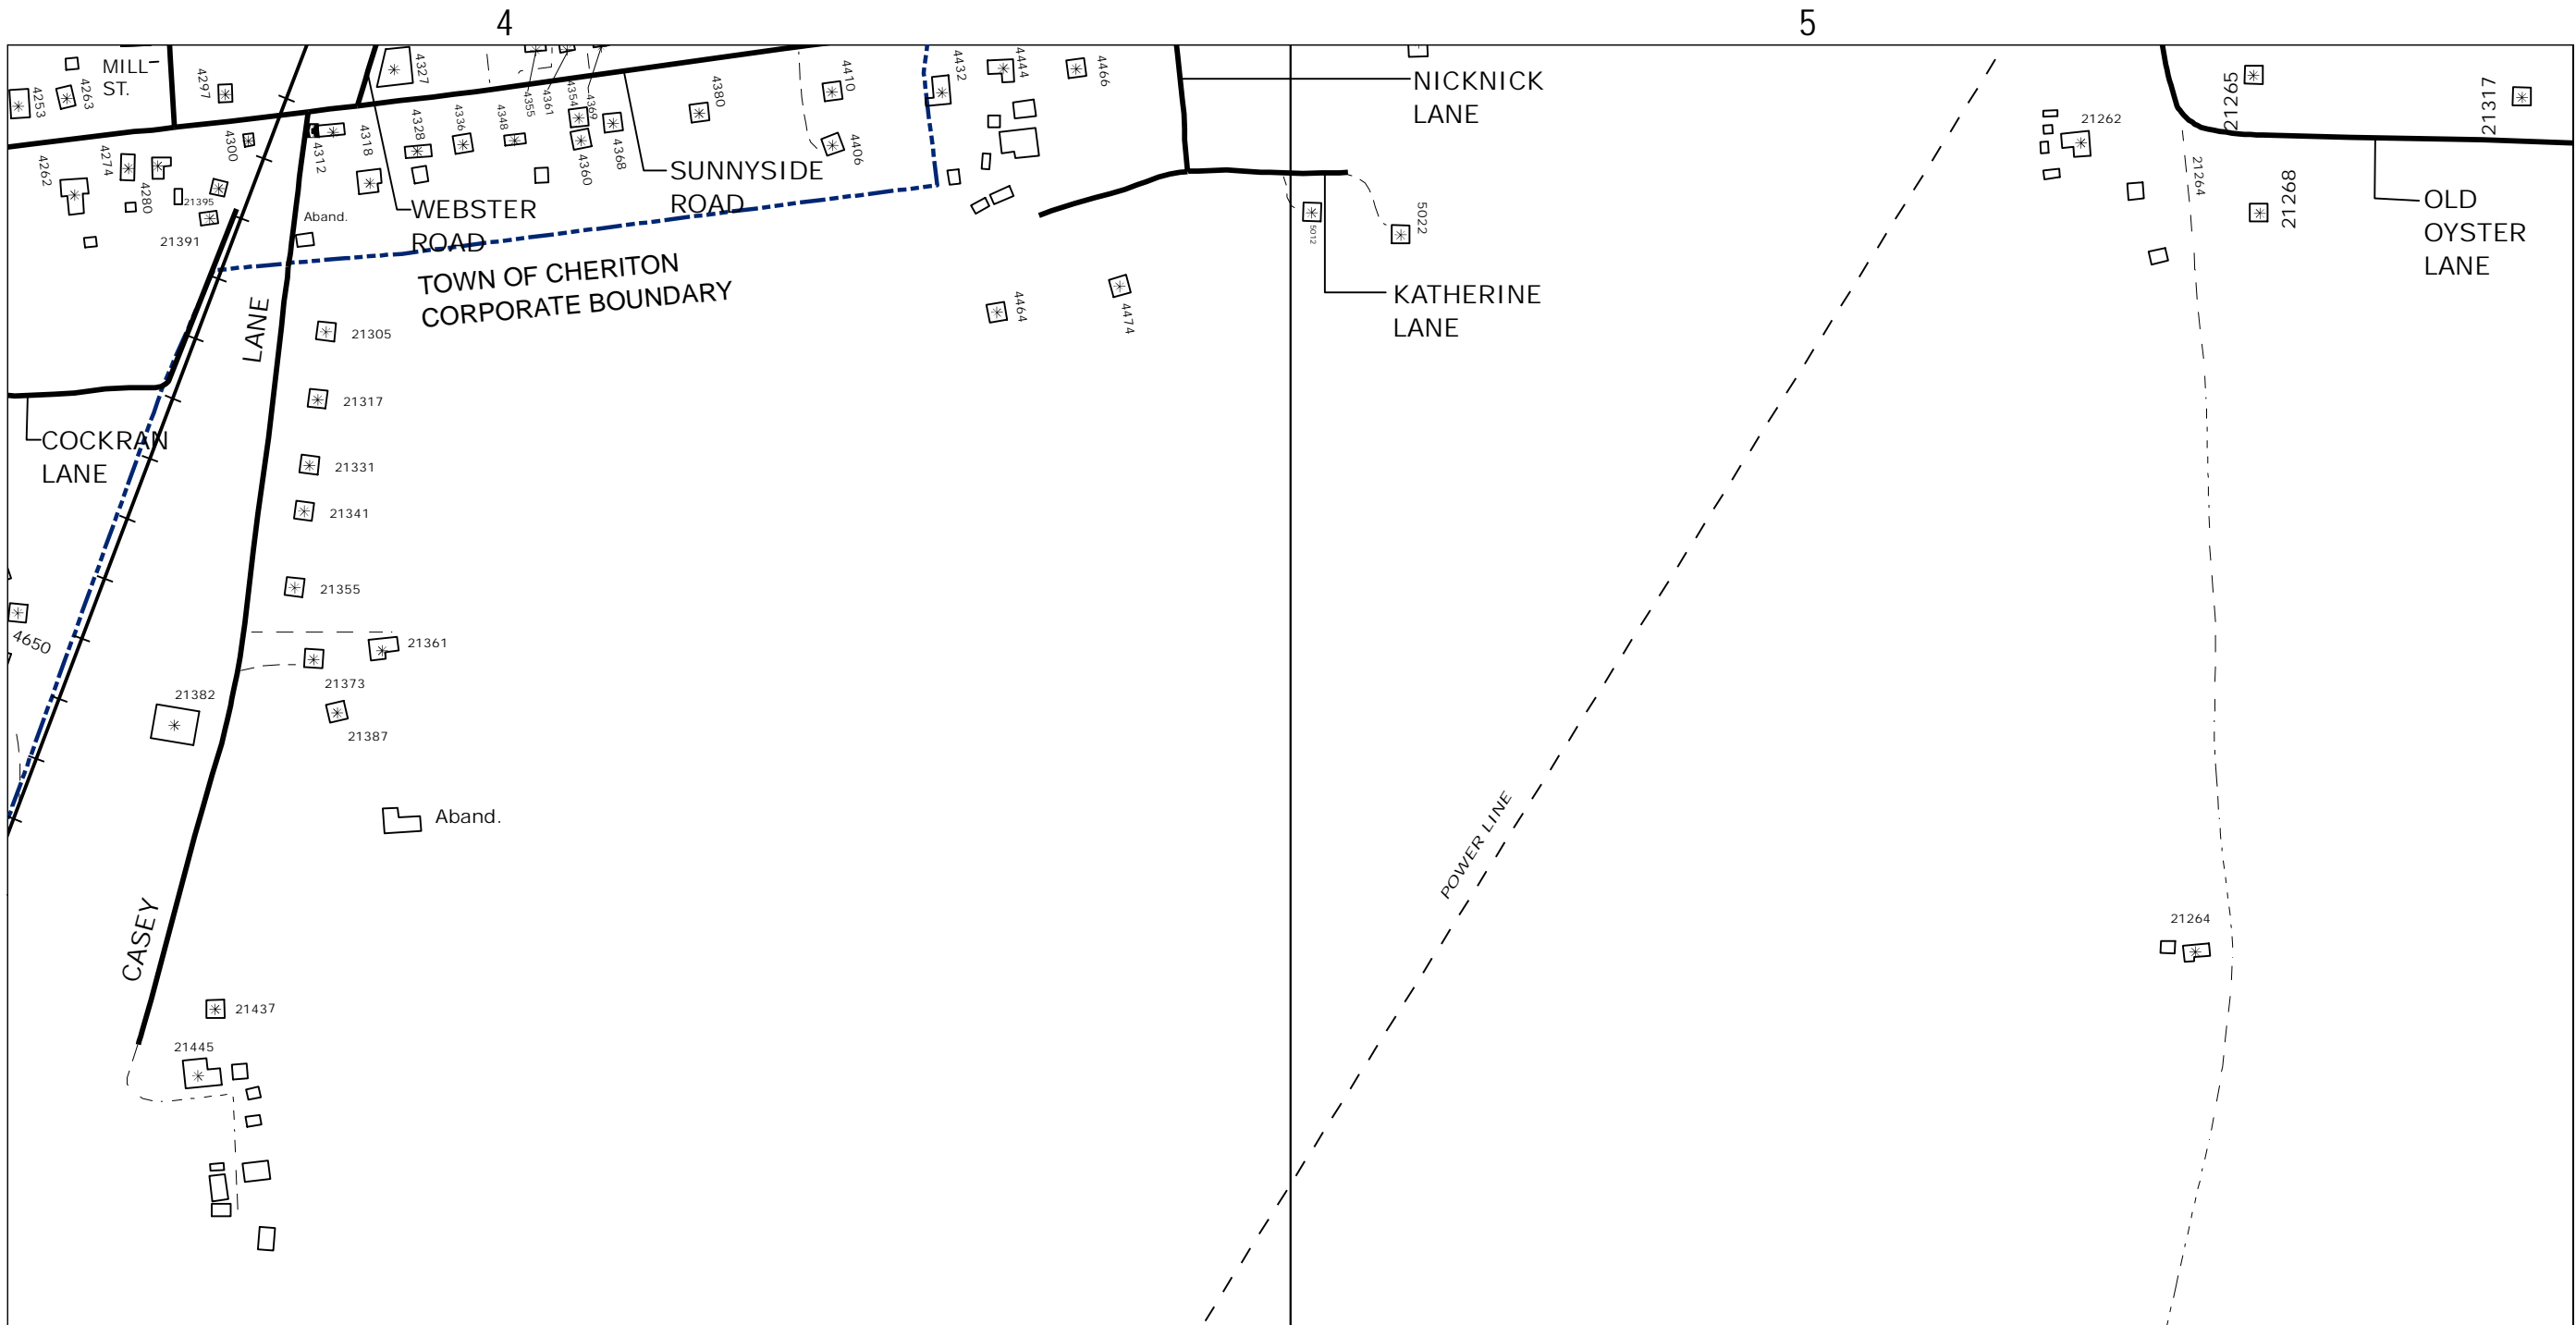 4
5
MILL
ST.
4253
4263
4297
4327
4355
4361
4354
4369
4380
4410
4432
4444
4466
NICKNICK
LANE
21265
21317
21262
4262
4274
4280
4300
4312
4318
4328
4336
4348
4360
4368
4406
SUNNYSIDE
ROAD
WEBSTER
ROAD
21395
21391
Aband.
TOWN OF CHERITON
CORPORATE BOUNDARY
5012
5022
21264
21268
OLD
OYSTER
LANE
KATHERINE
LANE
4464
4474
LANE
21305
21317
21331
21341
21355
COCKRAN
LANE
4650
21361
21373
21382
21387
Aband.
POWER LINE
CASEY
21264
21437
21445